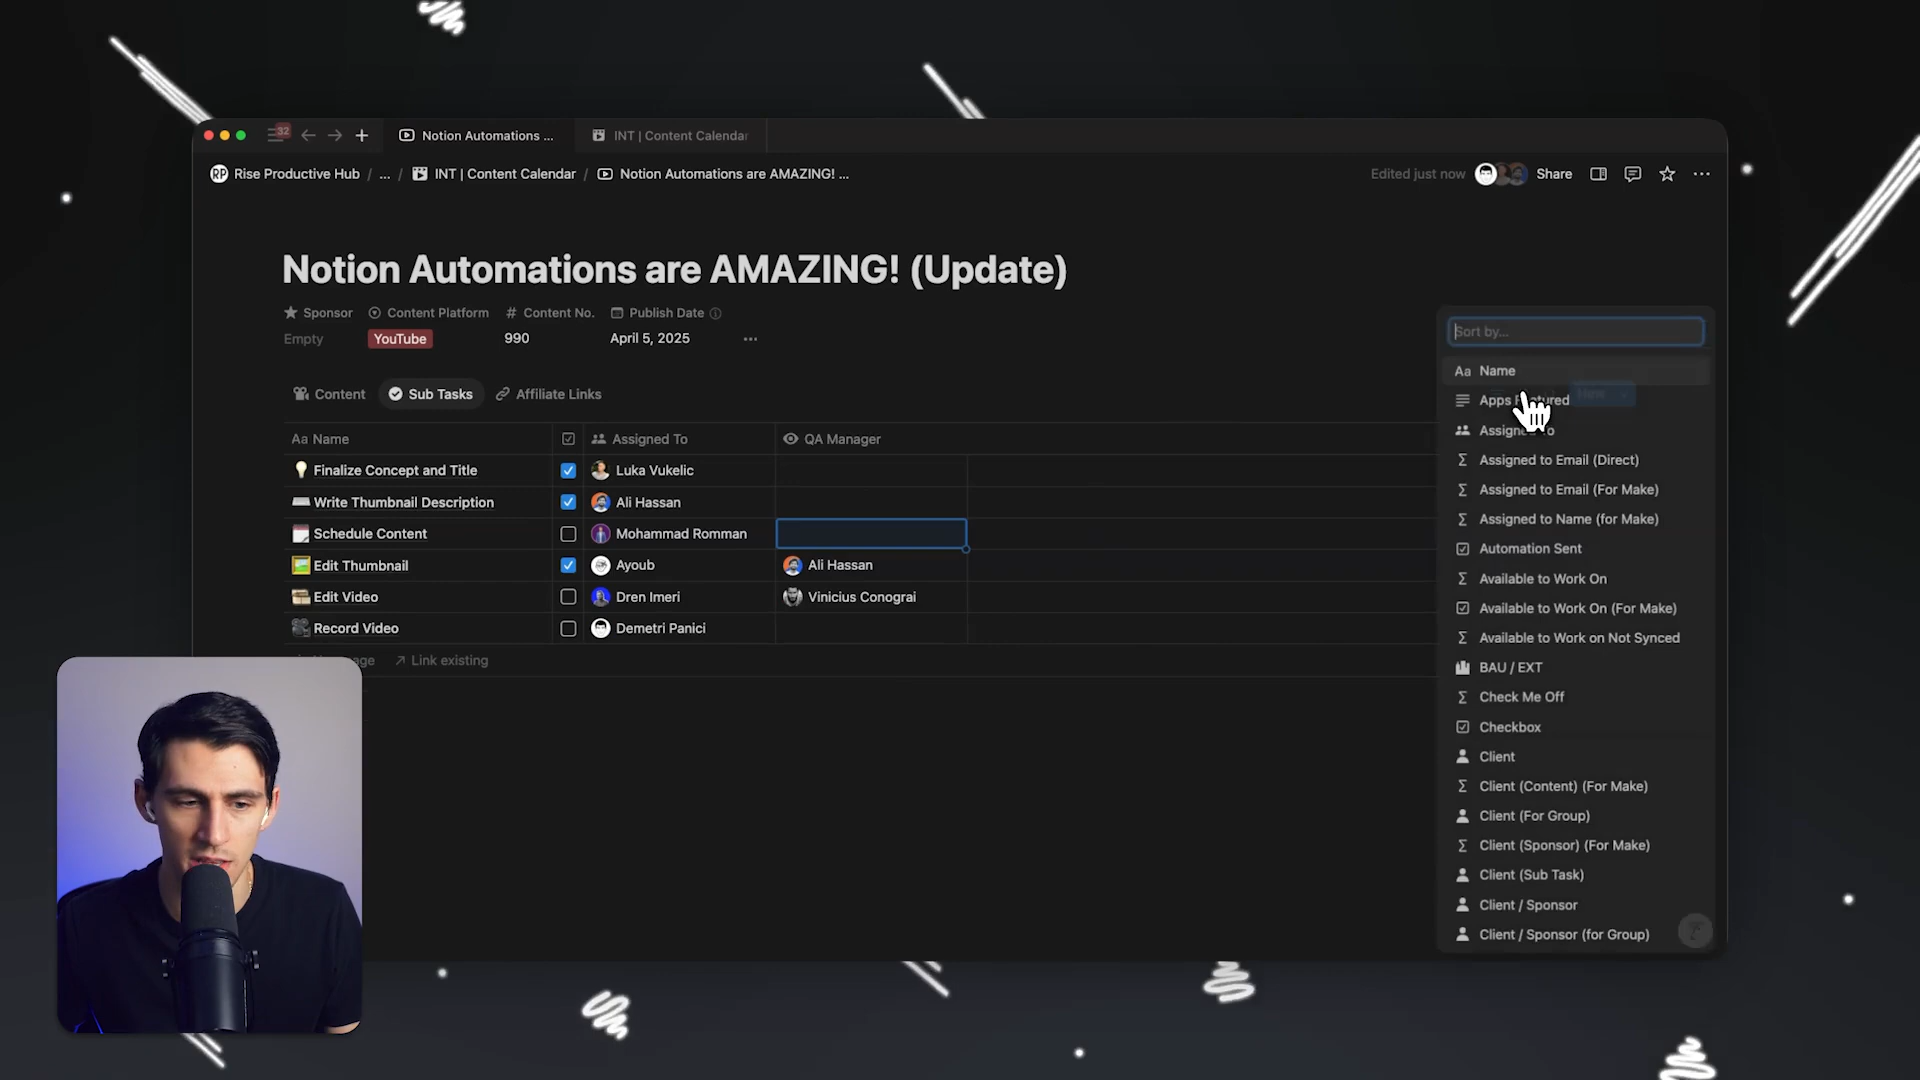 32
Notion Automations ...
INT | Content Calendar
RP Rise Productive Hub / ... / INT | Content Calendar / Notion Automations are AMAZING! ...
Edited just now
Share
Notion Automations are AMAZING! (Update)
Sponsor
Content Platform
# Content No.
Publish Date
Empty
YouTube
990
April 5, 2025
Content
Sub Tasks
Affiliate Links
Aa Name
Assigned To
QA Manager
Finalize Concept and Title
Luka Vukelic
Write Thumbnail Description
Ali Hassan
Schedule Content
Mohammad Romman
Edit Thumbnail
Ayoub
Ali Hassan
Edit Video
Dren Imeri
Vinicius Conograi
Record Video
Demetri Panici
Link existing
Sort by...
Aa Name
Apps
Assigned
Σ Assigned to Email (Direct)
Σ Assigned to Email (For Make)
Σ Assigned to Name (for Make)
Automation Sent
Σ Available to Work On
Available to Work On (For Make)
Σ Available to Work on Not Synced
BAU / EXT
Σ Check Me Off
Checkbox
Client
Σ Client (Content) (For Make)
Client (For Group)
Σ Client (Sponsor) (For Make)
Client (Sub Task)
Client / Sponsor
Client / Sponsor (for Group)